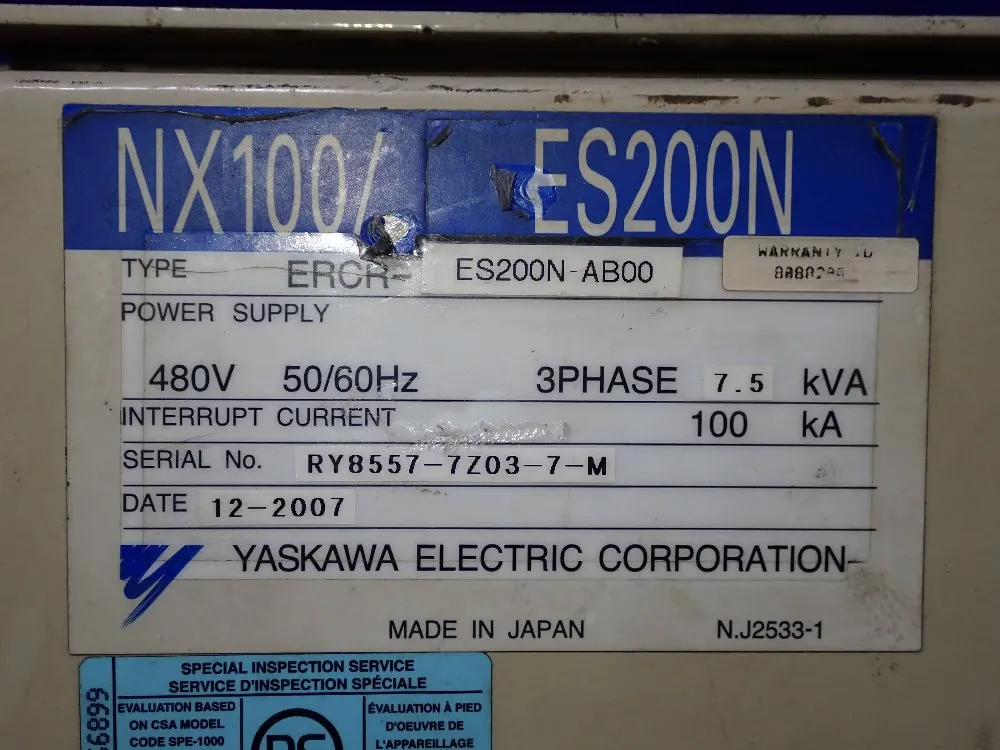 NX100/ ES200N
WARRANTY ID
TYPE ERCR- ES200N-AB00
POWER SUPPLY
480V 50/60Hz 3PHASE 7.5 kVA
INTERRUPT CURRENT 100 kA
SERIAL No. RY8557-7Z03-7-M
DATE 12-2007
YASKAWA ELECTRIC CORPORATION
MADE IN JAPAN N.J2533-1
SPECIAL INSPECTION SERVICE
SERVICE D'INSPECTION SPÉCIALE
EVALUATION BASED
ON CSA MODEL
CODE SPE-1000
ÉVALUATION À PIED
D'OEUVRE DE
L'APPAREILLAGE